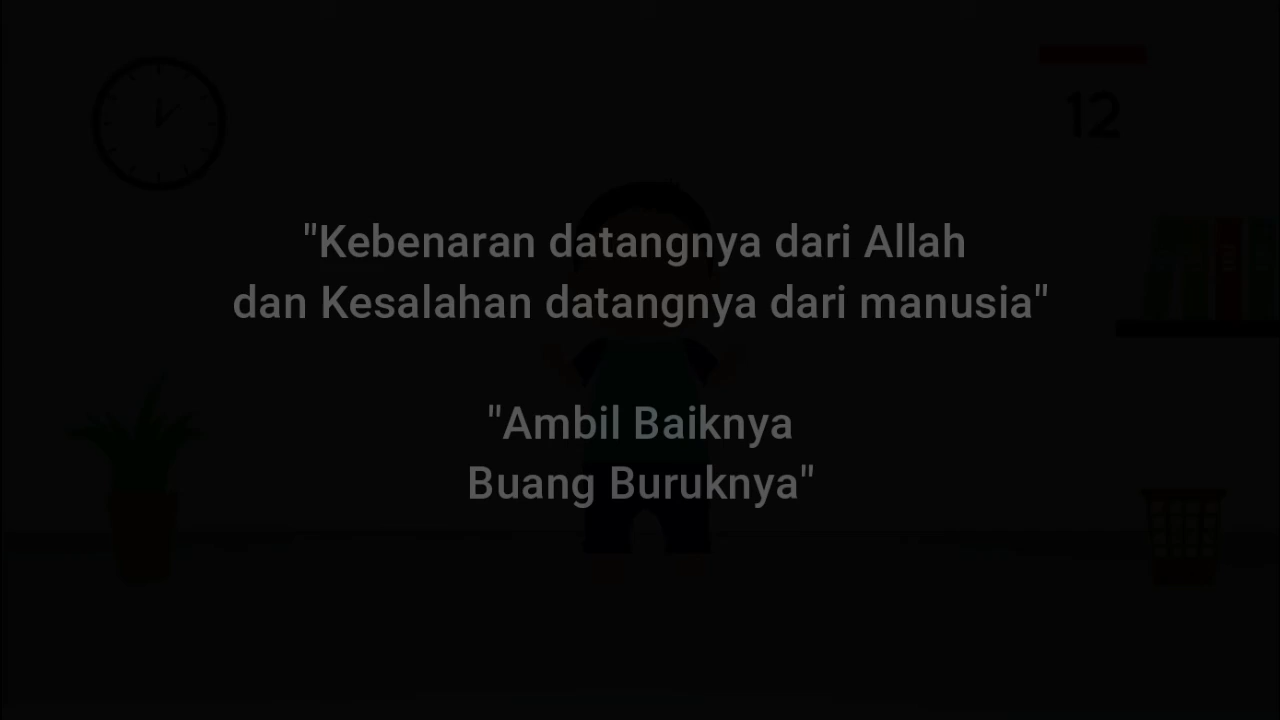 12
"Kebenaran datangnya dari Allah
dan Kesalahan datangnya dari manusia"
"Ambil Baiknya
Buang Buruknya"